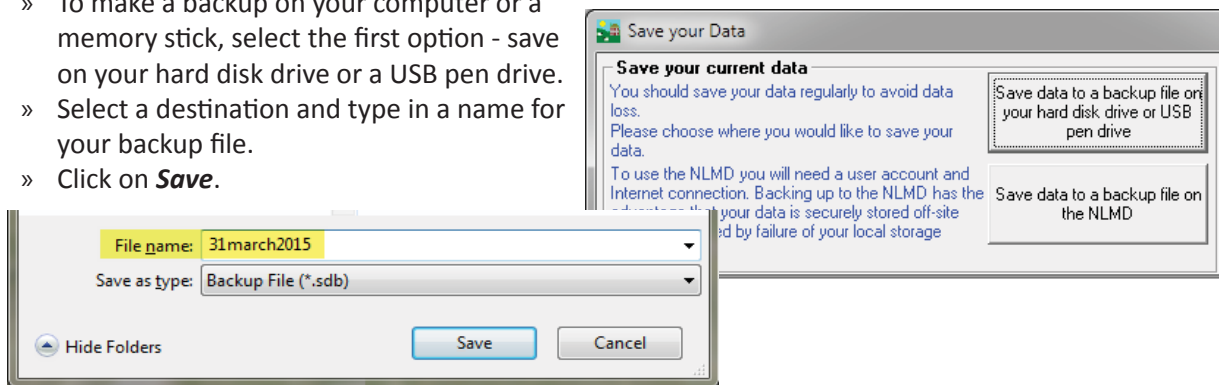 » To make a backup on your computer or a
memory stick, select the first option - save
on your hard disk drive or a USB pen drive.
» Select a destination and type in a name for
your backup file.
» Click on Save.
Save your Data
Save your current data
You should save your data regularly to avoid data
loss.
Please choose where you would like to save your
data.
To use the NLMD you will need a user account and
Internet connection. Backing up to the NLMD has the
your data is securely stored off-site
by failure of your local storage
Save data to a backup file on
your hard disk drive or USB
pen drive
Save data to a backup file on
the NLMD
File name: 31march2015
Save as type: Backup File (*.sdb)
Hide Folders
Save
Cancel